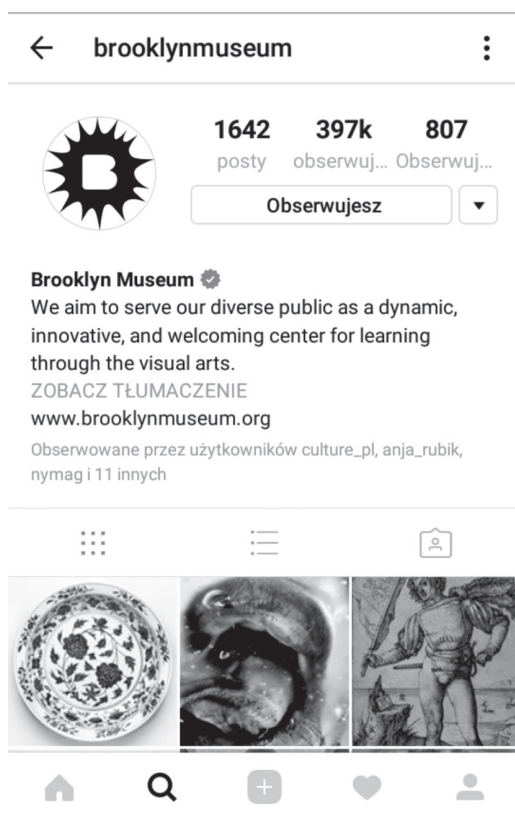 brooklynmuseum
B
1642 397k 807
posty obserwuj... Obserwuj...
Obserwujesz
Brooklyn Museum
We aim to serve our diverse public as a dynamic,
innovative, and welcoming center for learning
through the visual arts.
ZOBACZ TŁUMACZENIE
www.brooklynmuseum.org
Obserwowane przez użytkowników culture_pl, anja_rubik,
nymag i 11 innych